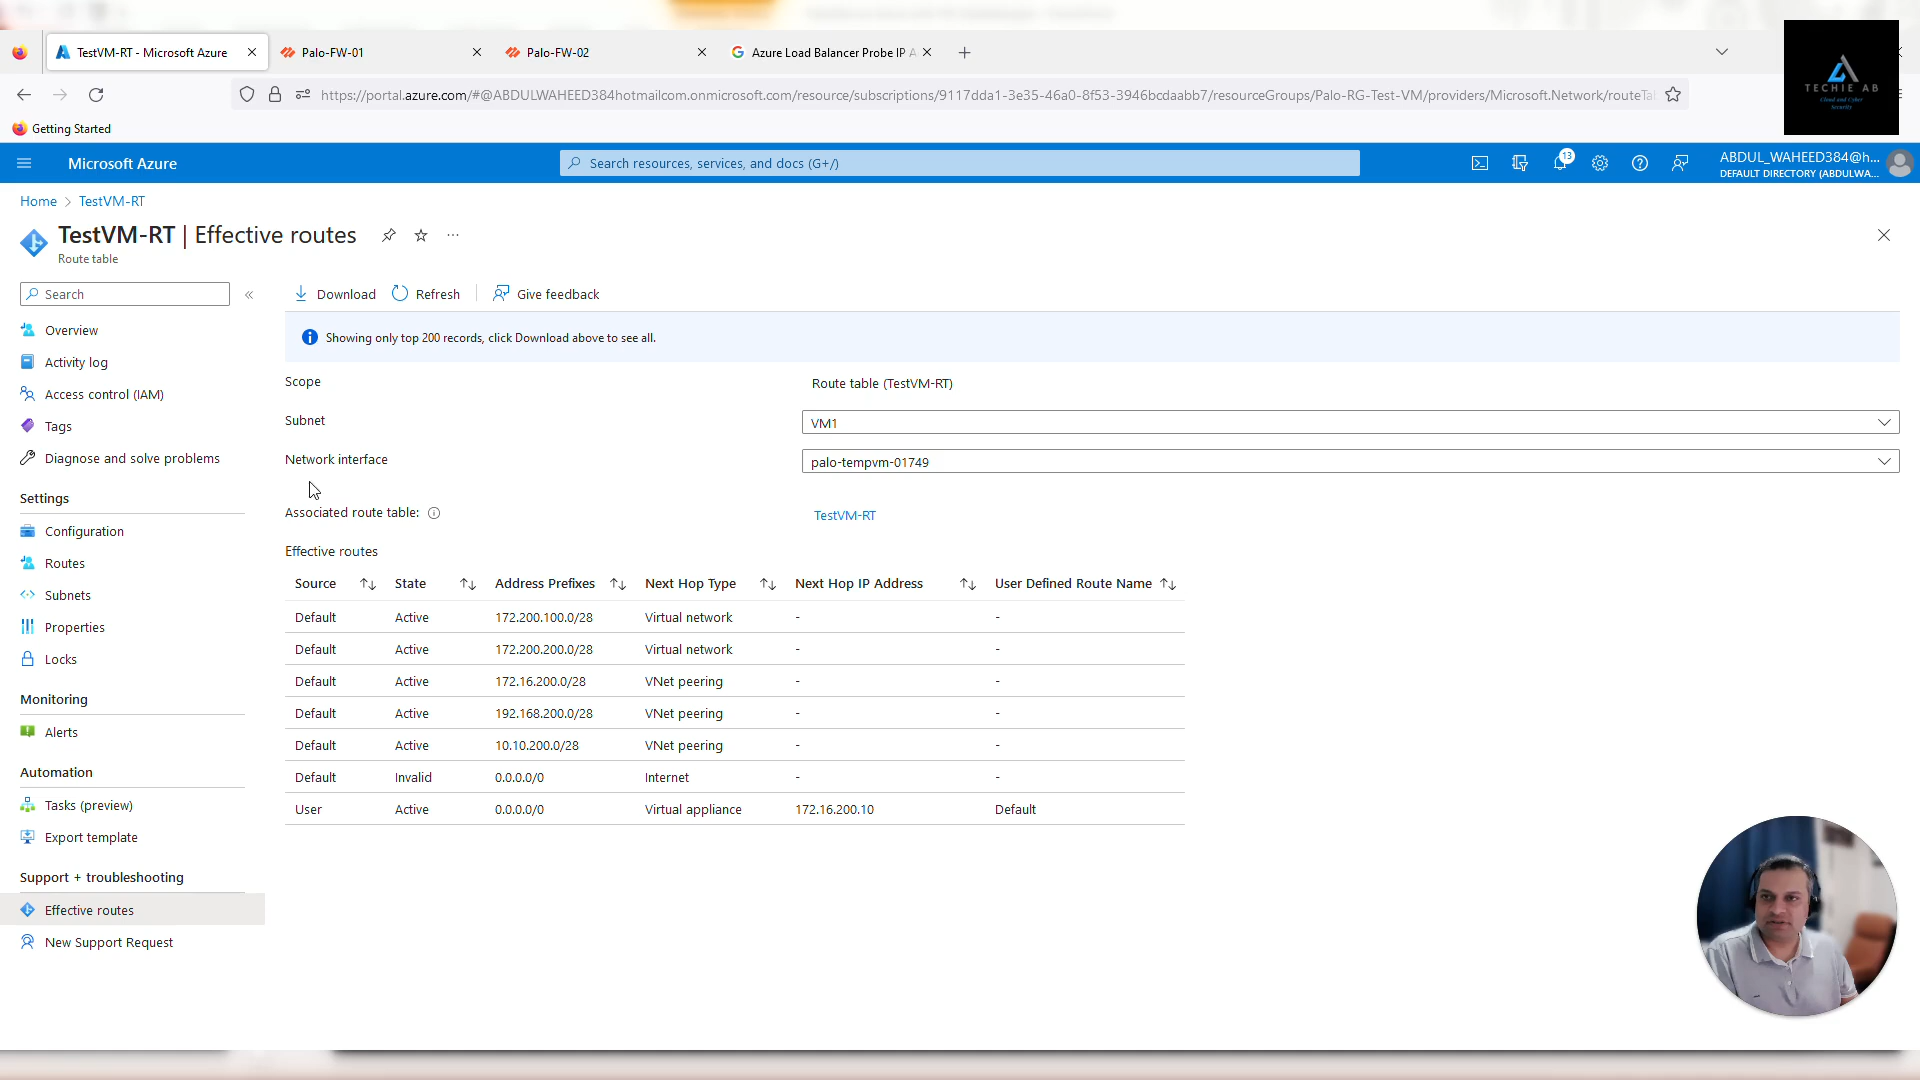 TestVM-RT - Microsoft Azure
Palo-FW-01
Palo-FW-02
Azure Load Balancer Probe IP A
https://portal.azure.com/#@ABDULWAHEED384hotmailcom.onmicrosoft.com/resource/subscriptions/9117dda1-3e35-46a0-8f53-3946bcdaabb7/resourceGroups/Palo-RG-Test-VM/providers/Microsoft.Network/routeTa
TECHIE AB
Cloud and Cyber
Security
Getting Started
Microsoft Azure
Search resources, services, and docs (G+/)
13
ABDUL_WAHEED384@h...
DEFAULT DIRECTORY (ABDULWA...
Home > TestVM-RT
TestVM-RT | Effective routes
Route table
Search
Download
Refresh
Give feedback
Showing only top 200 records, click Download above to see all.
Overview
Activity log
Access control (IAM)
Tags
Diagnose and solve problems
Settings
Configuration
Routes
Subnets
Properties
Locks
Monitoring
Alerts
Automation
Tasks (preview)
Export template
Support + troubleshooting
Effective routes
New Support Request
Scope Route table (TestVM-RT)
Subnet VM1
Network interface palo-tempvm-01749
Associated route table: TestVM-RT
Effective routes
Source State Address Prefixes Next Hop Type Next Hop IP Address User Defined Route Name
Default Active 172.200.100.0/28 Virtual network - -
Default Active 172.200.200.0/28 Virtual network - -
Default Active 172.16.200.0/28 VNet peering - -
Default Active 192.168.200.0/28 VNet peering - -
Default Active 10.10.200.0/28 VNet peering - -
Default Invalid 0.0.0.0/0 Internet - -
User Active 0.0.0.0/0 Virtual appliance 172.16.200.10 Default